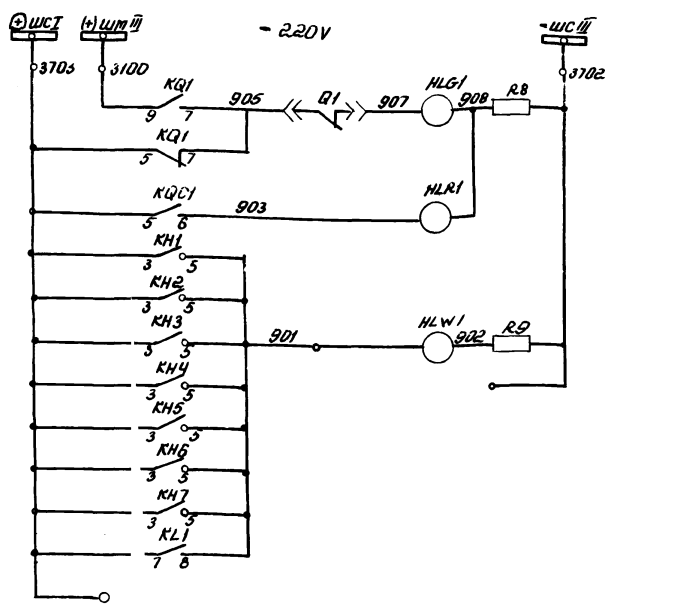 (+) ШСI (+) ШМIII - 220V - ШСIII
3703 3100 3702
KQ1 905 Q1 907 HLG1 908 R8
9 7
KQ1
5 7
KQC1 903 HLR1
5 6
KH1
3 5
KH2
3 5
KH3 901 HLW1 902 R9
3 5
KH4
3 5
KH5
3 5
KH6
3 5
KH7
3 5
KL1
7 8